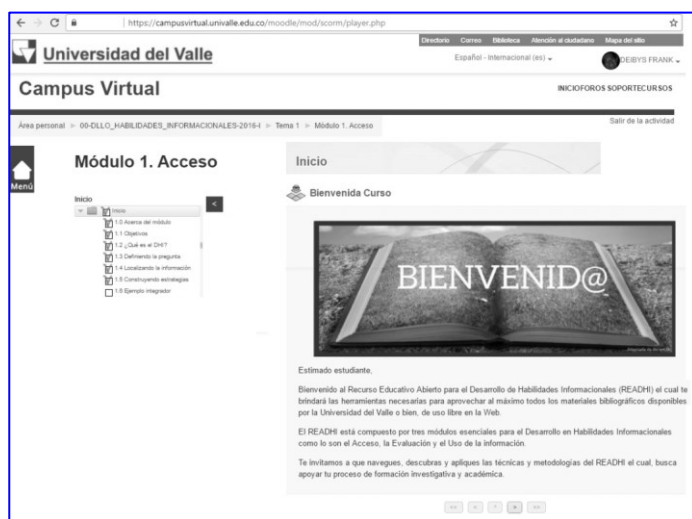 https://campusvirtual.univalle.edu.co/moodle/mod/scorm/player.php
Directorio Correo Biblioteca Atención al ciudadano Mapa del sitio
Universidad del Valle
Español - Internacional (es)
DEIBYS FRANK
Campus Virtual
INICIO FOROS SOPORTE CURSOS
Área personal > 00-DLLO_HABILIDADES_INFORMACIONALES-2016-I > Tema 1 > Módulo 1. Acceso
Salir de la actividad
Menú
Módulo 1. Acceso
Inicio
Inicio
1.0 Acerca del módulo
1.1 Objetivos
1.2 ¿Qué es el DHI?
1.3 Definiendo la pregunta
1.4 Localizando la información
1.5 Construyendo estrategias
1.6 Ejemplo integrador
Inicio
Bienvenida Curso
BIENVENID@
Estimado estudiante,
Bienvenido al Recurso Educativo Abierto para el Desarrollo de Habilidades Informacionales (READHI) el cual te
brindará las herramientas necesarias para aprovechar al máximo todos los materiales bibliográficos disponibles
por la Universidad del Valle o bien, de uso libre en la Web.
El READHI está compuesto por tres módulos esenciales para el Desarrollo en Habilidades Informacionales
como lo son el Acceso, la Evaluación y el Uso de la información.
Te invitamos a que navegues, descubras y apliques las técnicas y metodologías del READHI el cual, busca
apoyar tu proceso de formación investigativa y académica.